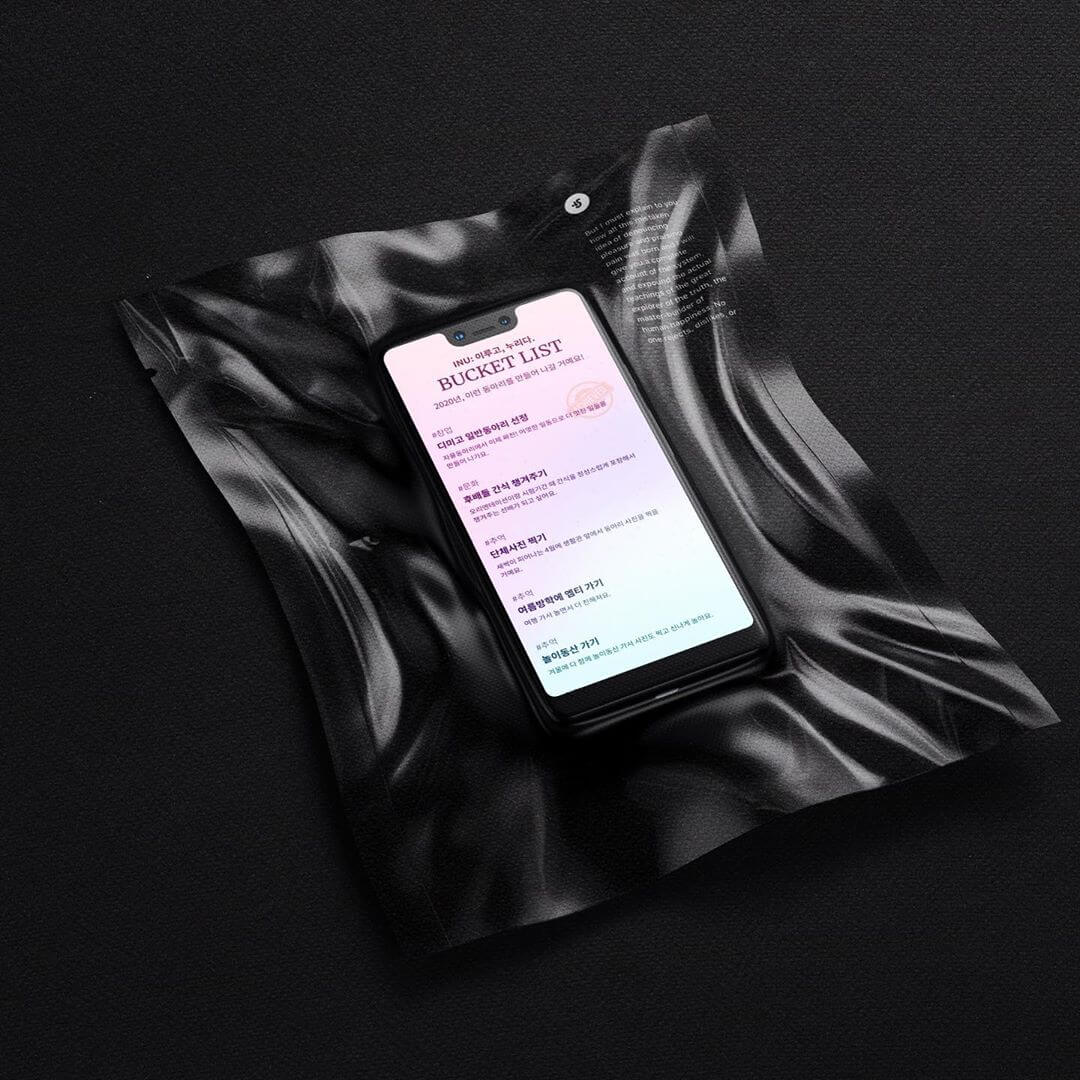 INU: 이루고, 누리다.
BUCKET LIST
2020년, 이런 동아리를 만들어 나갈 거예요!
#창업
디미고 일반동아리 선정
자율동아리에서 이제 째잰! 어엿한 일동으로 더 멋진 일들을
만들어 나가요.
#문화
후배들 간식 챙겨주기
오리엔테이션이랑 시험기간 때 간식을 정성스럽게 포장해서
챙겨주는 선배가 되고 싶어요.
#추억
단체사진 찍기
새싹이 피어나는 4월에 생활관 앞에서 동아리 사진을 찍을
거예요.
#추억
여름방학에 엠티 가기
여행 가서 놀면서 더 친해져요.
#추억
놀이동산 가기
겨울에 다 함께 놀이동산 가서 사진도 찍고 신나게 놀아요.
But I must explain to you
how all this mistaken
idea of denouncing
pleasure and praising
pain was born and I will
give you a complete
account of the system,
and expound the actual
teachings of the great
explorer of the truth, the
master-builder of
human happiness. No
one rejects, dislikes, or